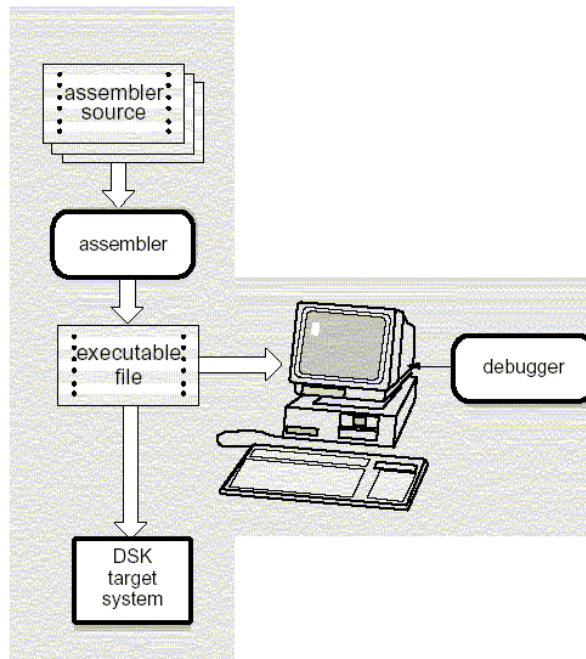 assembler
source
assembler
executable
file
debugger
DSK
target
system